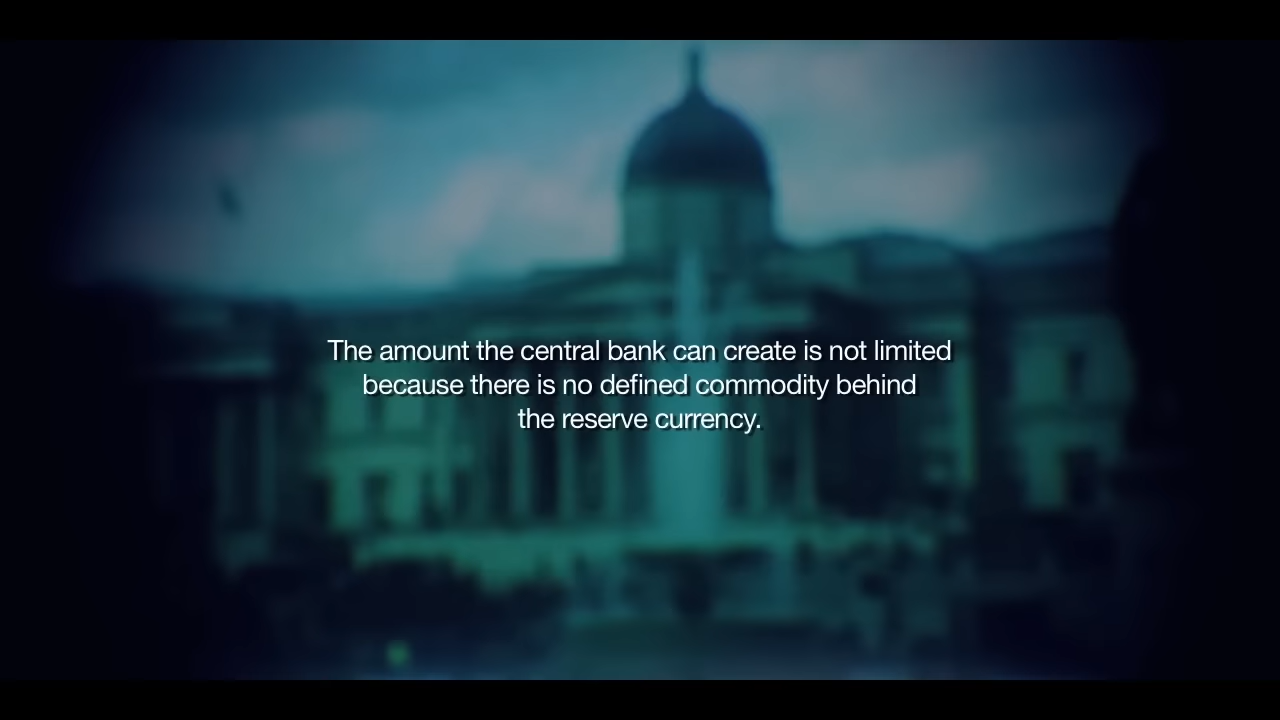 The amount the central bank can create is not limited
because there is no defined commodity behind
the reserve currency.